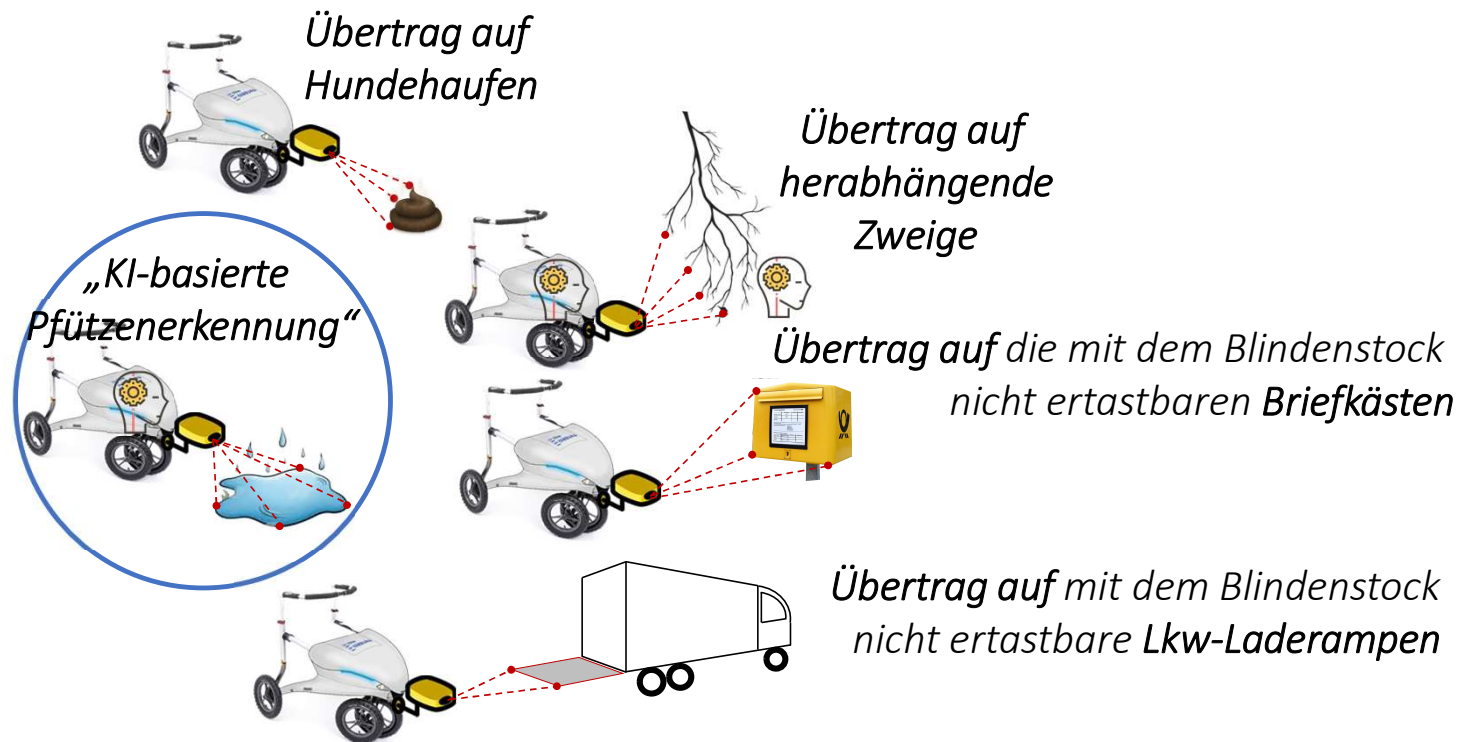 Übertrag auf
Hundehaufen
Übertrag auf
herabhängende
Zweige
„KI-basierte
Pfützenerkennung“
Übertrag auf die mit dem Blindenstock
nicht ertastbaren Briefkästen
Übertrag auf mit dem Blindenstock
nicht ertastbare Lkw-Laderampen